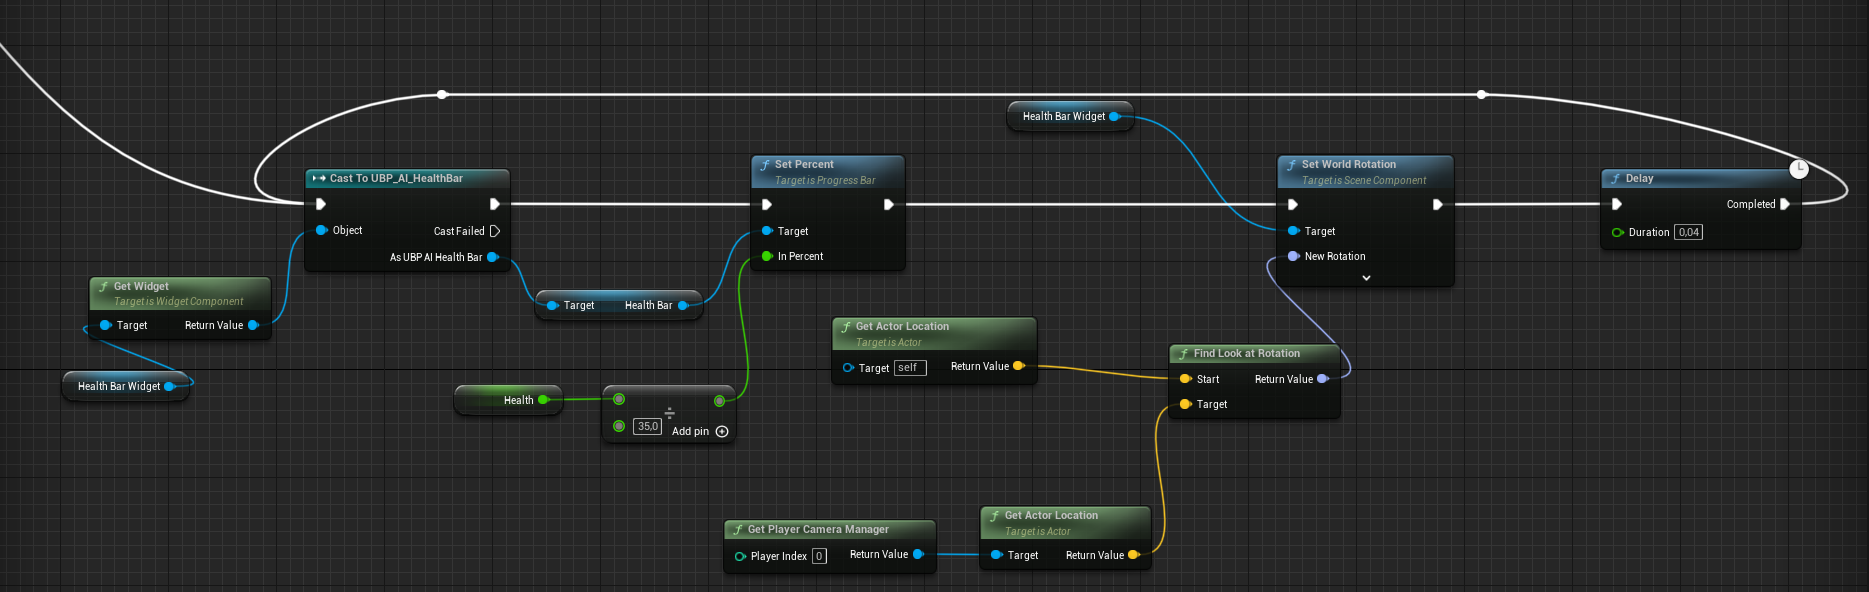 Health Bar Widget
Cast To UBP_AI_HealthBar
Object
Cast Failed
As UBP AI Health Bar
Set Percent
Target is Progress Bar
Target
In Percent
Set World Rotation
Target is Scene Component
Target
New Rotation
Delay
Completed
Duration 0,04
Get Widget
Target is Widget Component
Target Return Value
Health Bar Widget
Target Health Bar
Health
÷
35,0
Add pin
Get Actor Location
Target is Actor
Target self Return Value
Find Look at Rotation
Start Return Value
Target
Get Player Camera Manager
Player Index 0 Return Value
Get Actor Location
Target is Actor
Target Return Value